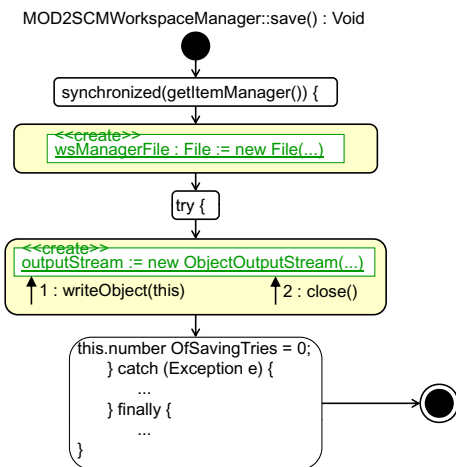 MOD2SCMWorkspaceManager::save() : Void
synchronized(getItemManager()) {
<<create>>
wsManagerFile : File := new File(...)
try {
<<create>>
outputStream := new ObjectOutputStream(...)
1 : writeObject(this) 2 : close()
this.number OfSavingTries = 0;
} catch (Exception e) {
...
} finally {
...
}